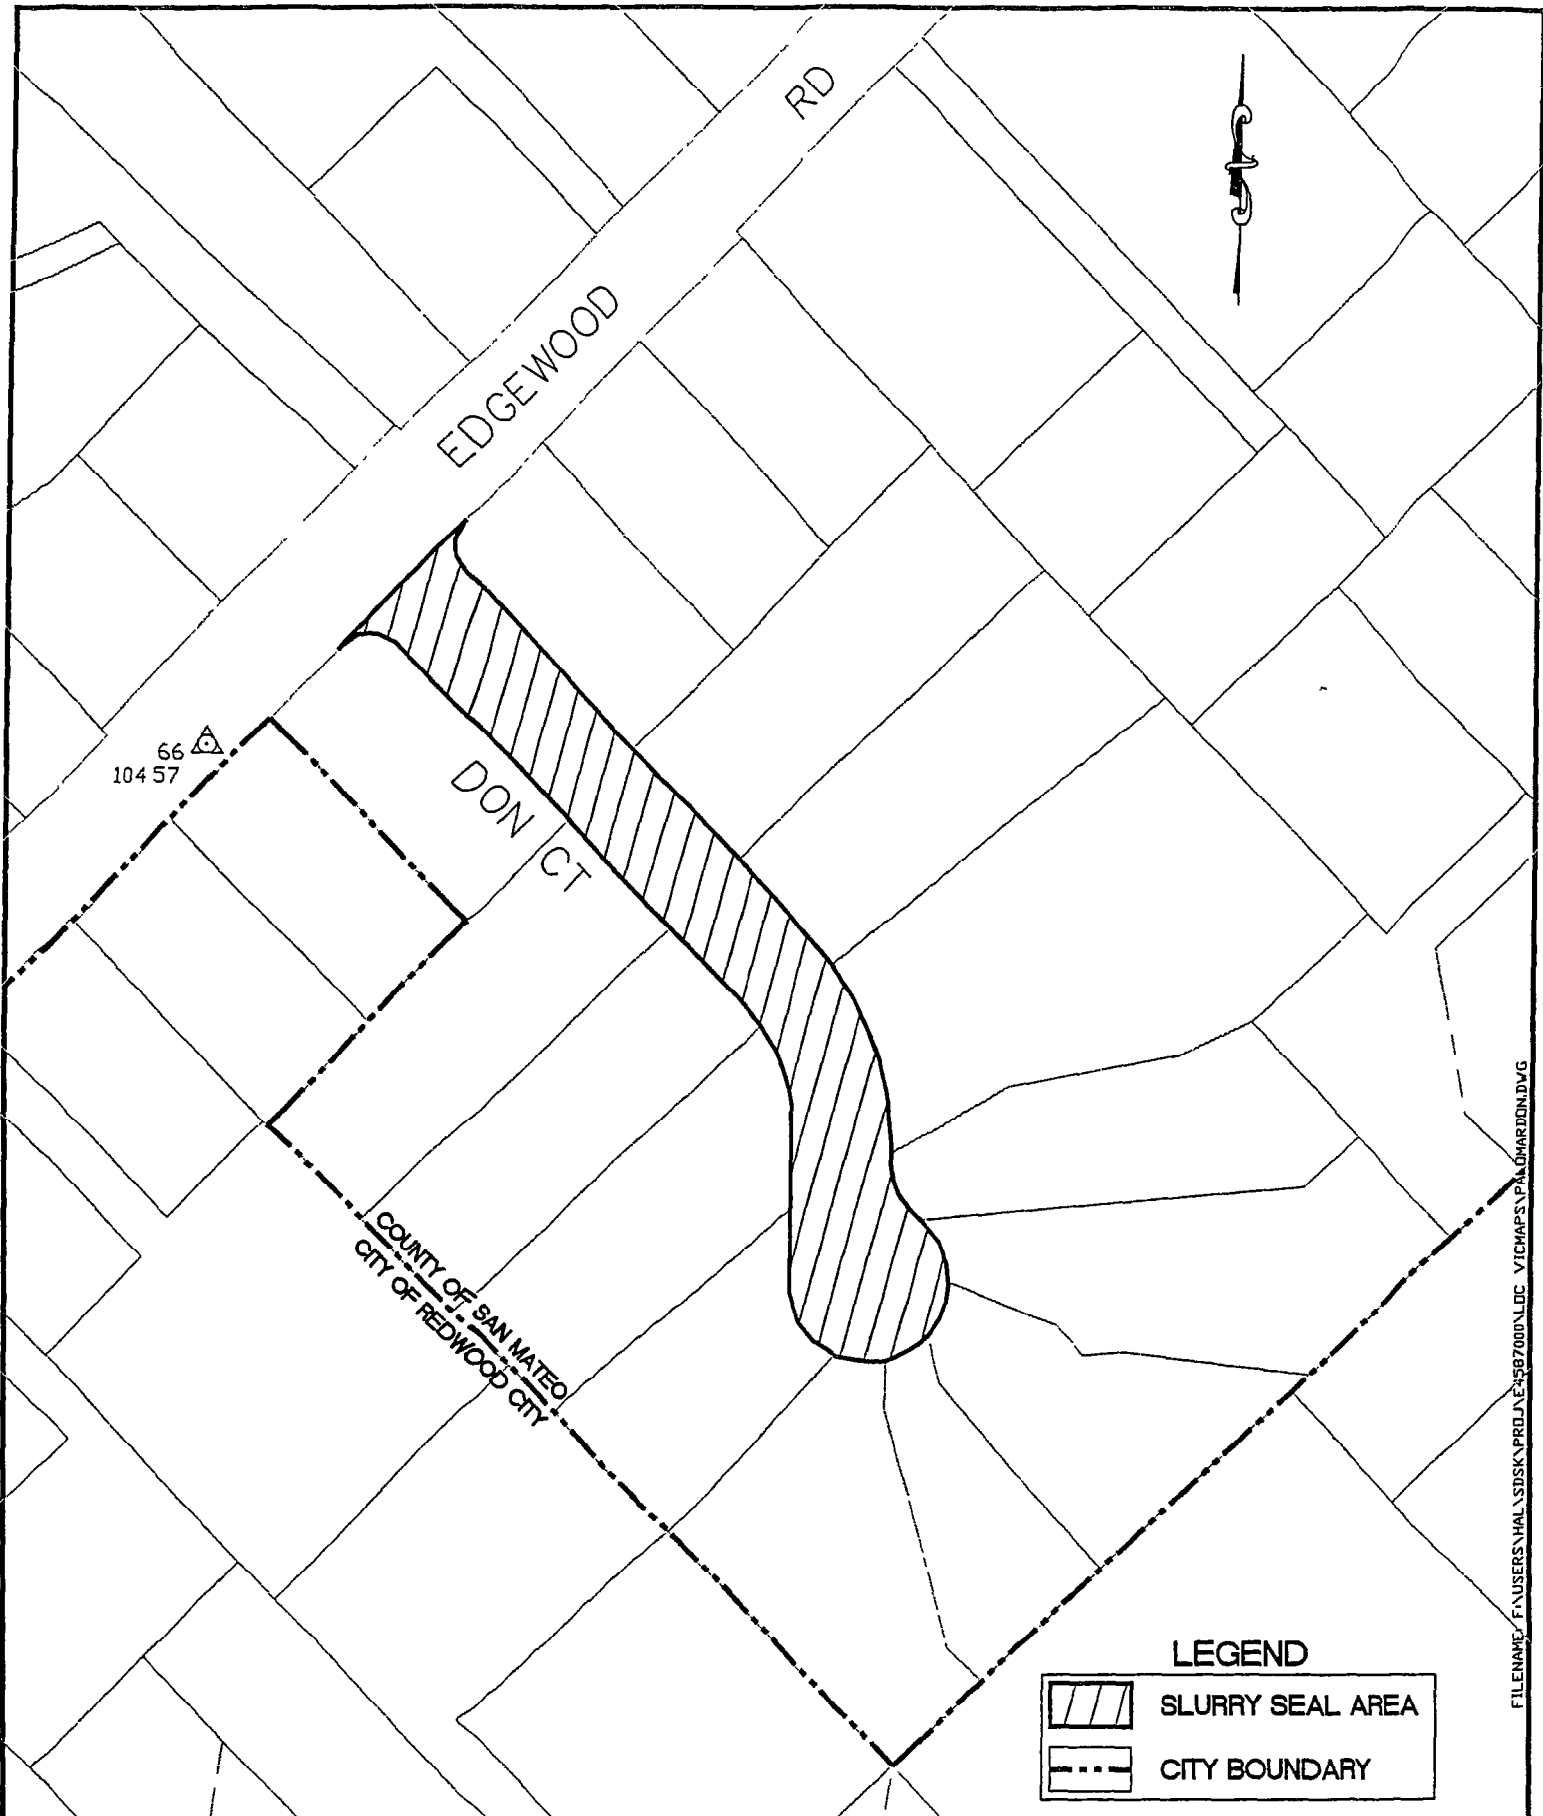 RD
EDGEWOOD
66
104 57
DON CT
COUNTY OF SAN MATEO
CITY OF REDWOOD CITY
LEGEND
SLURRY SEAL AREA
CITY BOUNDARY
FILENAME: F:\USERS\HAL\SDSK\PROJ\E4587000\LOC VICMAPS\PALOMARDON.DWG